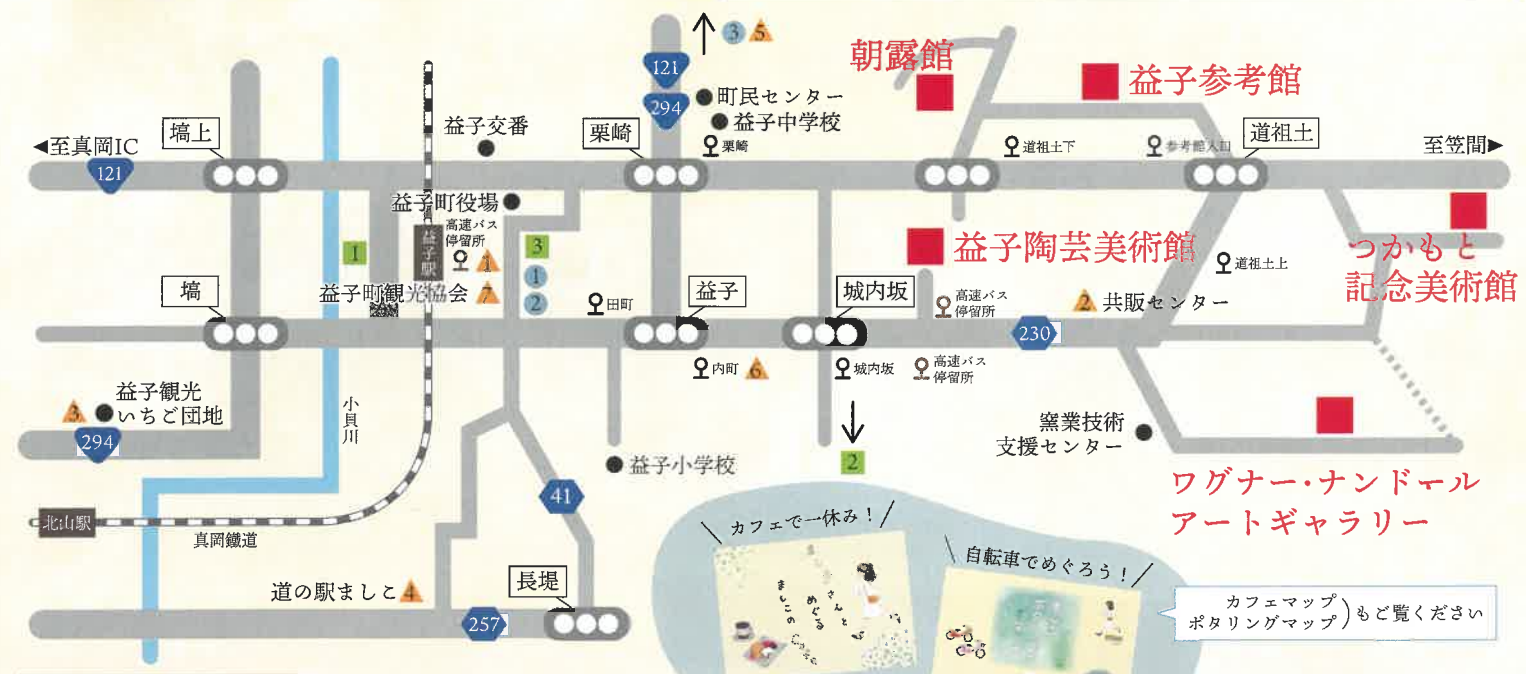 3
5
121
294
町民センター
益子中学校
栗崎
栗崎
朝露館
益子参考館
道祖土下
参考館入口
道祖土
至笠間▶
◀至真岡IC
121
塙上
益子交番
益子町役場
益子駅
高速バス
停留所
1
1
3
1
2
益子町観光協会
7
塙
田町
益子
城内坂
益子陶芸美術館
高速バス
停留所
2
共販センター
道祖土上
つかもと
記念美術館
230
内町
6
城内坂
高速バス
停留所
3
益子観光
いちご団地
294
小貝川
益子小学校
2
窯業技術
支援センター
ワグナー・ナンドール
アートギャラリー
41
北山駅
真岡鐵道
道の駅ましこ
4
長堤
257
カフェで一休み!
自転車でめぐろう!
カフェマップ
ポタリングマップ
)もご覧ください